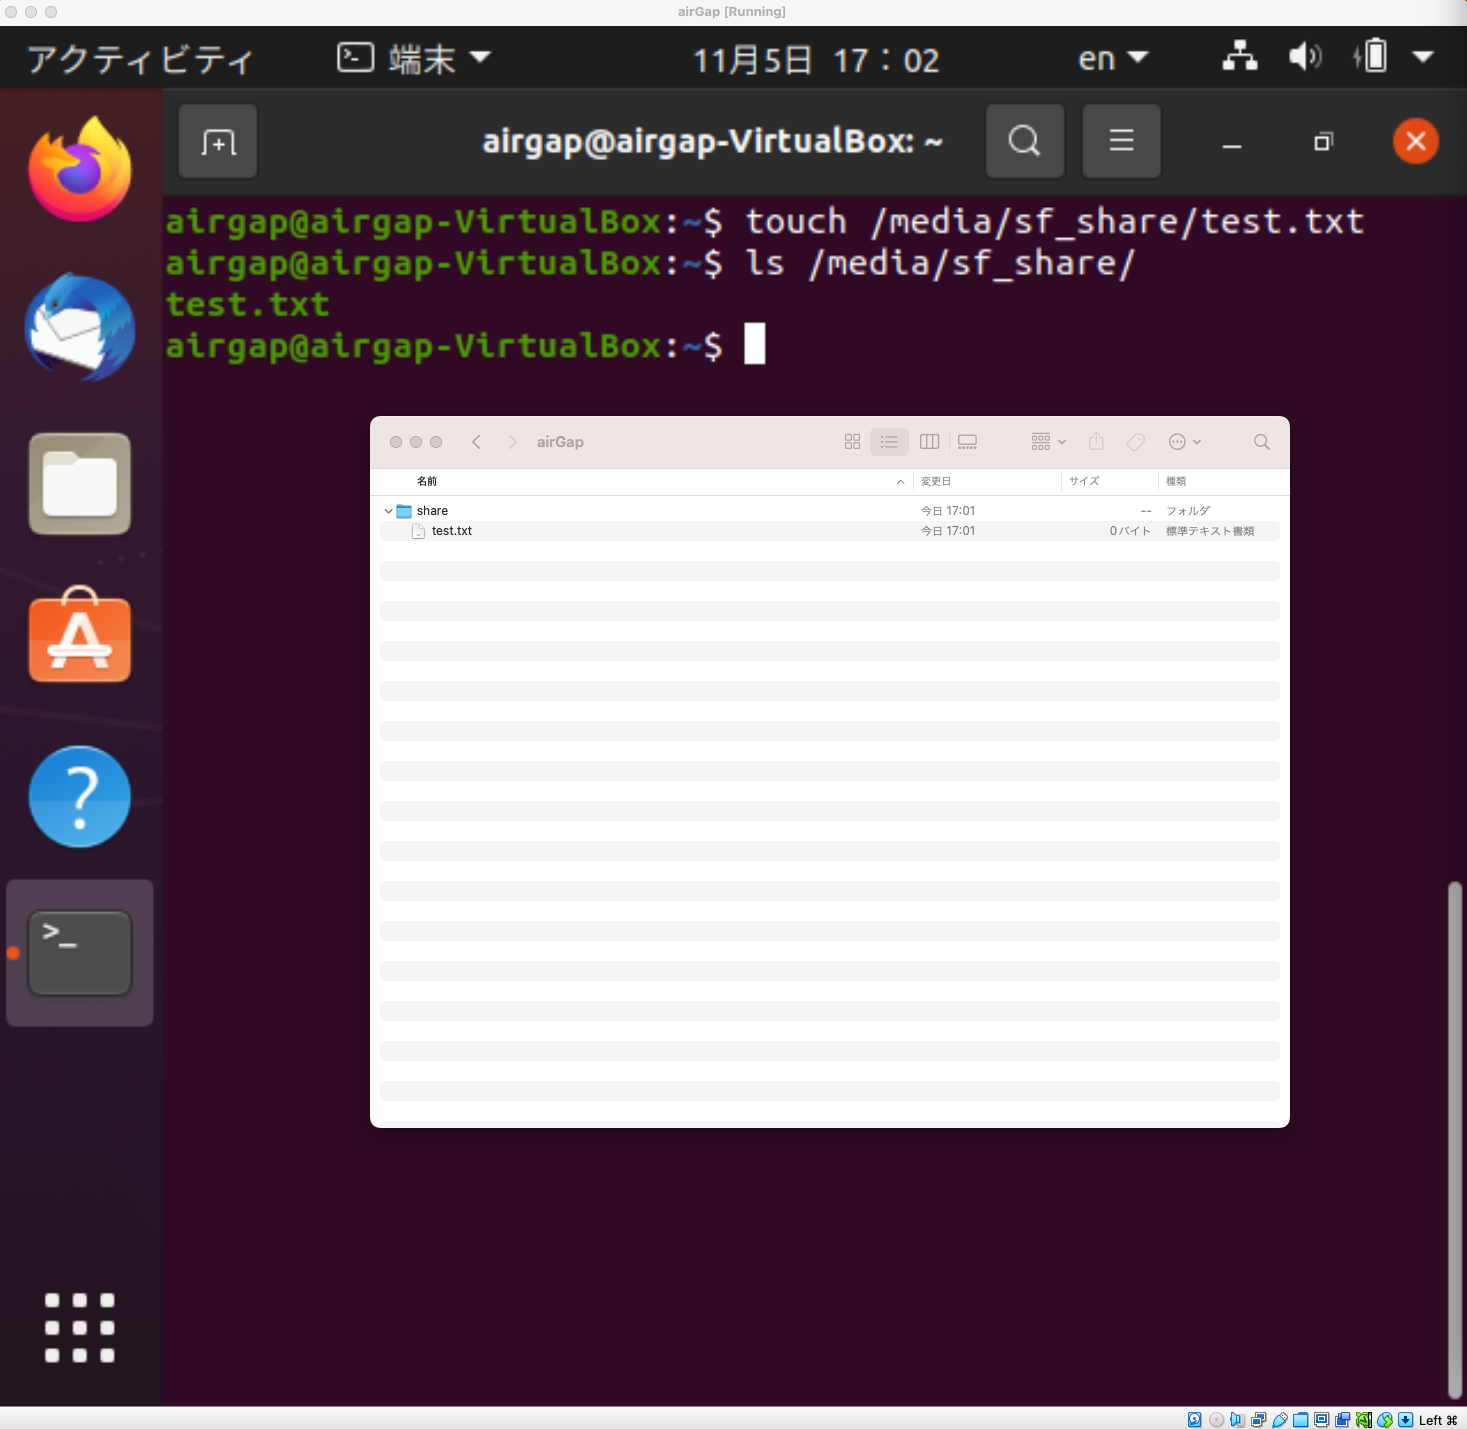 airGap [Running]
アクティビティ 端末 11月5日 17：02 en
airgap@airgap-VirtualBox: ~
airgap@airgap-VirtualBox:~$ touch /media/sf_share/test.txt
airgap@airgap-VirtualBox:~$ ls /media/sf_share/
test.txt
airgap@airgap-VirtualBox:~$
airGap
名前 変更日 サイズ 種類
share 今日 17:01 -- フォルダ
test.txt 今日 17:01 0バイト 標準テキスト書類
Left ⌘